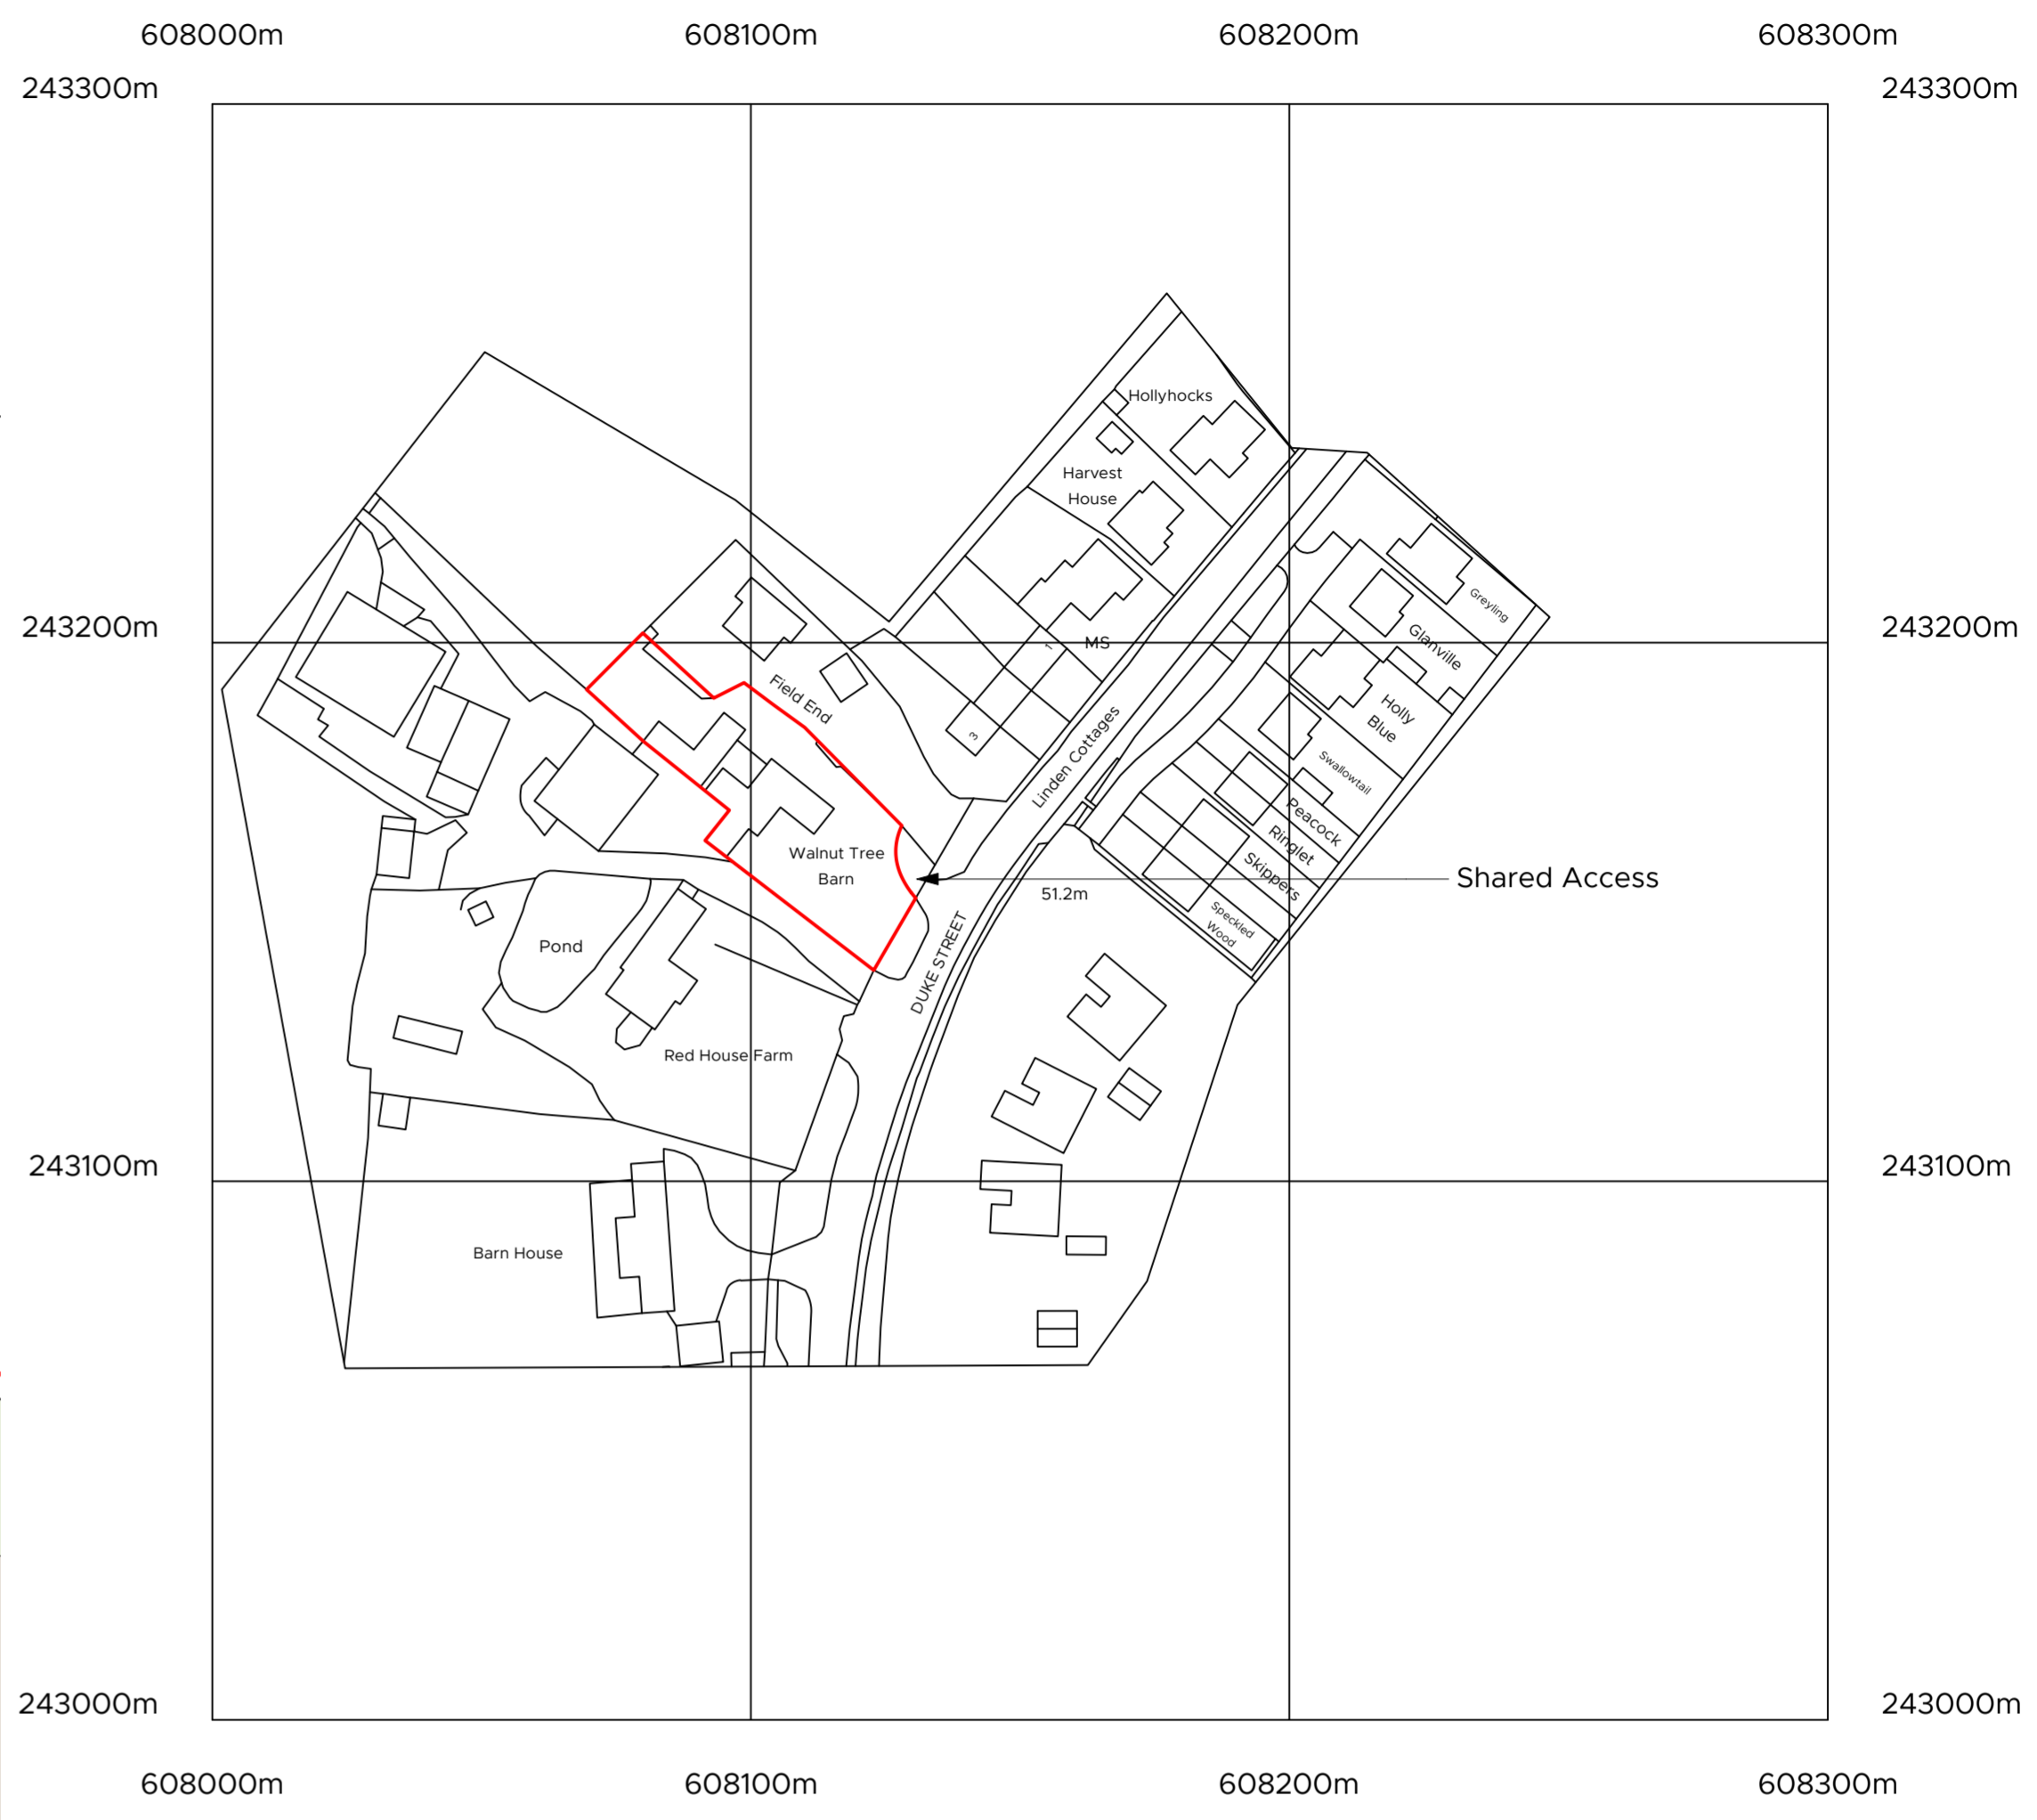 608000m 608100m 608200m 608300m
243300m 243300m
Hollyhocks
Harvest
House
Greyling
243200m 243200m
1
MS
Glanville
Field End
Holly
Blue
3
Linden Cottages
Swallowtail
Peacock
Ringlet
Walnut Tree
Barn
Skippers
Shared Access
51.2m
Speckled
Wood
Pond
DUKE STREET
Red House Farm
243100m 243100m
Barn House
243000m 243000m
608000m 608100m 608200m 608300m